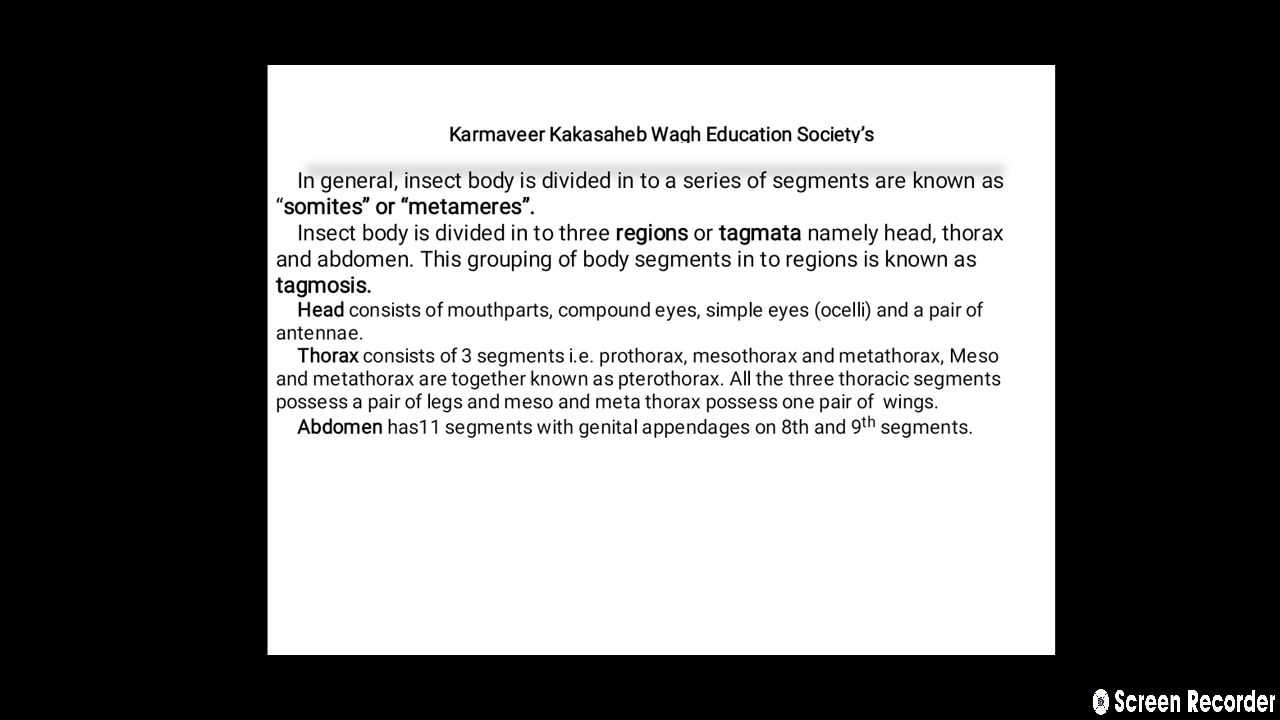 Karmaveer Kakasaheb Wagh Education Society’s
In general, insect body is divided in to a series of segments are known as
“somites” or “metameres”.
Insect body is divided in to three regions or tagmata namely head, thorax
and abdomen. This grouping of body segments in to regions is known as
tagmosis.
Head consists of mouthparts, compound eyes, simple eyes (ocelli) and a pair of
antennae.
Thorax consists of 3 segments i.e. prothorax, mesothorax and metathorax, Meso
and metathorax are together known as pterothorax. All the three thoracic segments
possess a pair of legs and meso and meta thorax possess one pair of  wings.
Abdomen has11 segments with genital appendages on 8th and 9th segments.
Screen Recorder